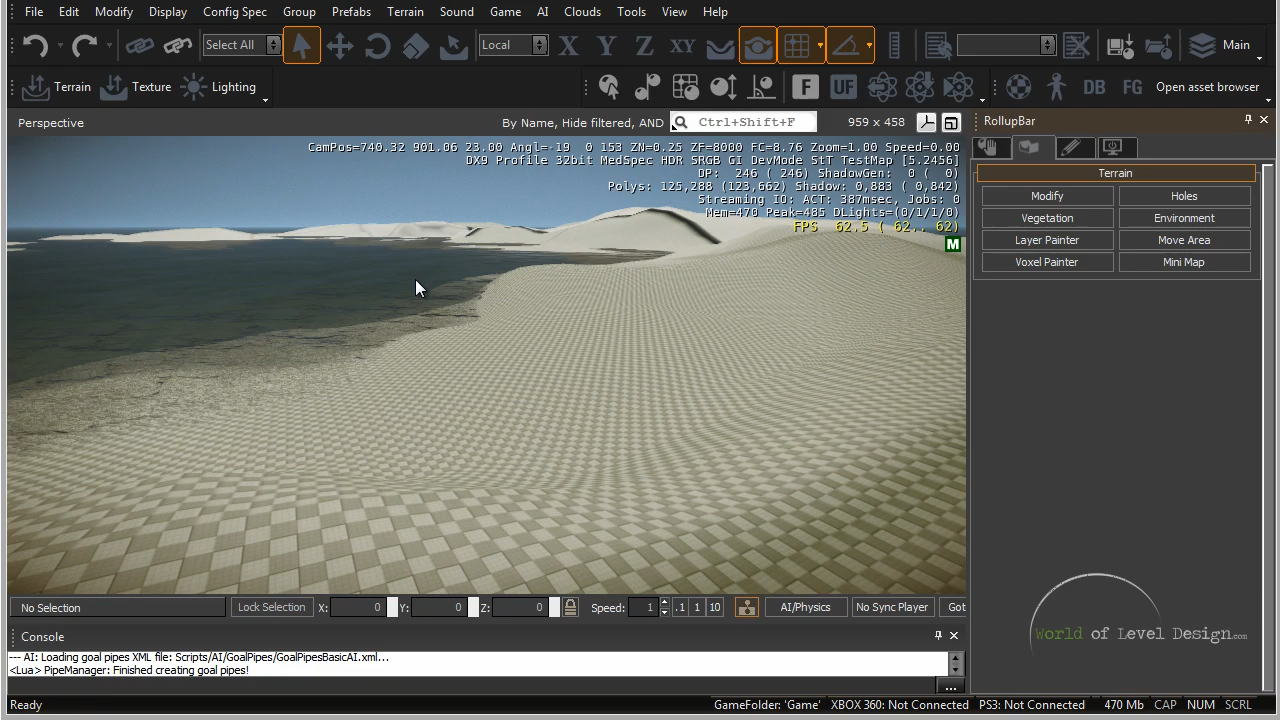 File Edit Modify Display Config Spec Group Prefabs Terrain Sound Game AI Clouds Tools View Help
Select All Local X Y Z XY Main
Terrain Texture Lighting F UF DB FG Open asset browser
Perspective By Name, Hide filtered, AND Ctrl+Shift+F 959 x 458
RollupBar
CamPos=740.32 901.06 23.00 Angl=-19 0 153 ZN=0.25 ZF=8000 FC=8.76 Zoom=1.00 Speed=0.00
DX9 Profile 32bit MedSpec HDR SRGB GI DevMode StT TestMap [5.2456]
DP: 246 ( 246) ShadowGen: 0 ( 0)
Polys: 125,288 (123,662) Shadow: 0,883 ( 0,842)
Streaming IO: ACT: 387msec, Jobs: 0
Mem=470 Peak=485 DLights=(0/1/1/0)
FPS 62.5 ( 62.. 62)
M
Terrain
Modify Holes
Vegetation Environment
Layer Painter Move Area
Voxel Painter Mini Map
World of Level Design.com
No Selection Lock Selection X: 0 Y: 0 Z: 0 Speed: 1 .1 1 10 AI/Physics No Sync Player Got
Console
--- AI: Loading goal pipes XML file: Scripts/AI/GoalPipes/GoalPipesBasicAI.xml...
<Lua> PipeManager: Finished creating goal pipes!
...
Ready GameFolder: 'Game' XBOX 360: Not Connected PS3: Not Connected 470 Mb CAP NUM SCRL